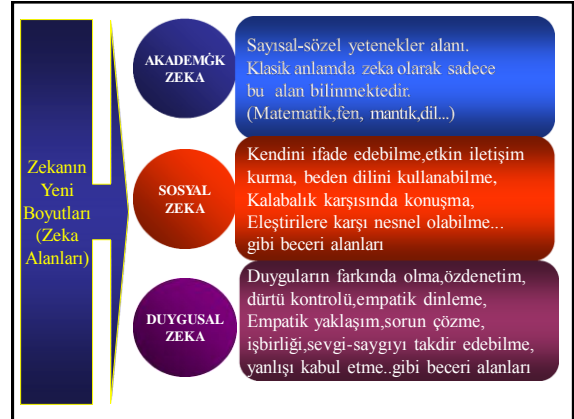 Zekanın
Yeni
Boyutları
(Zeka
Alanları)
AKADEMĠK
ZEKA
Sayısal-sözel yetenekler alanı.
Klasik anlamda zeka olarak sadece
bu alan bilinmektedir.
(Matematik,fen, mantık,dil...)
SOSYAL
ZEKA
Kendini ifade edebilme,etkin iletişim
kurma, beden dilini kullanabilme,
Kalabalık karşısında konuşma,
Eleştirilere karşı nesnel olabilme...
gibi beceri alanları
DUYGUSAL
ZEKA
Duyguların farkında olma,özdenetim,
dürtü kontrolü,empatik dinleme,
Empatik yaklaşım,sorun çözme,
işbirliği,sevgi-saygıyı takdir edebilme,
yanlışı kabul etme..gibi beceri alanları